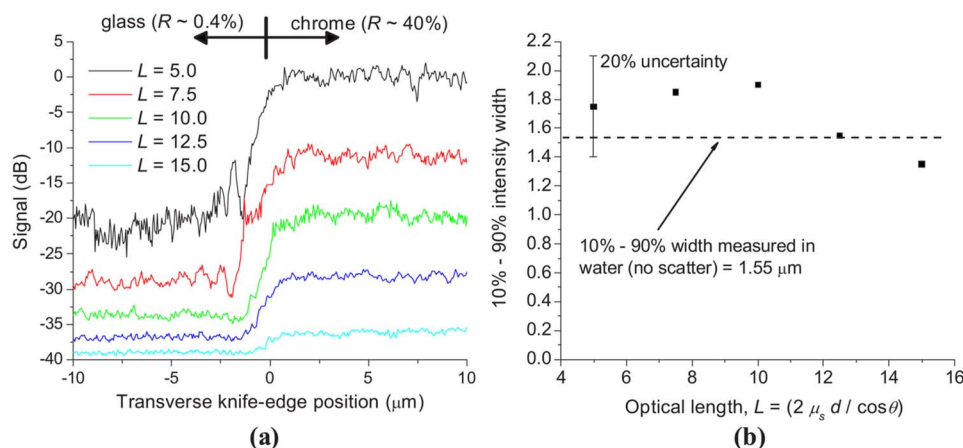 glass (R ~ 0.4%) chrome (R ~ 40%)
5
0
-5
-10
-15
-20
-25
-30
-35
-40
Signal (dB)
L = 5.0
L = 7.5
L = 10.0
L = 12.5
L = 15.0
-10 -5 0 5 10
Transverse knife-edge position (μm)
(a)
2.2
2.0
1.8
1.6
1.4
1.2
1.0
0.8
0.6
0.4
0.2
0.0
10% - 90% intensity width
20% uncertainty
10% - 90% width measured in
water (no scatter) = 1.55 μm
4 6 8 10 12 14 16
Optical length, L = (2 μs d / cosθ)
(b)